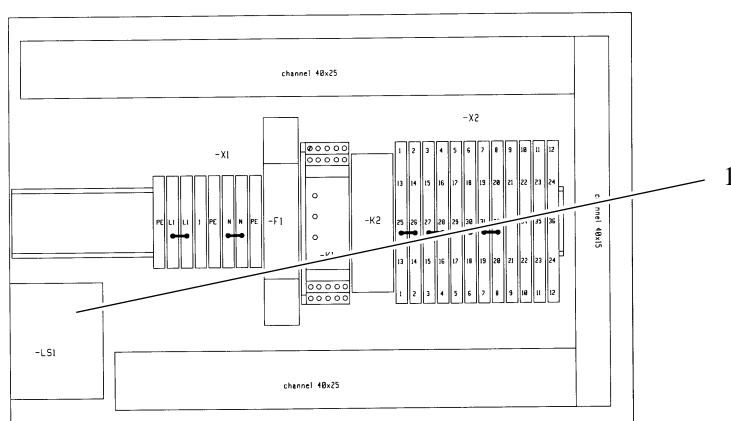 channel 40x25
-X2
-X1
1 2 3 4 5 6 7 8 9 10 11 12
1
13 14 15 16 17 18 19 20 21 22 23 24
channel 40x15
PE L1 L1 1 PE N N PE
-F1
-K2
25 26 27 28 29 35 36
13 14 15 16 17 18 19 20 21 22 23 24
1 2 3 4 5 6 7 8 9 10 11 12
-LS1
channel 40x25